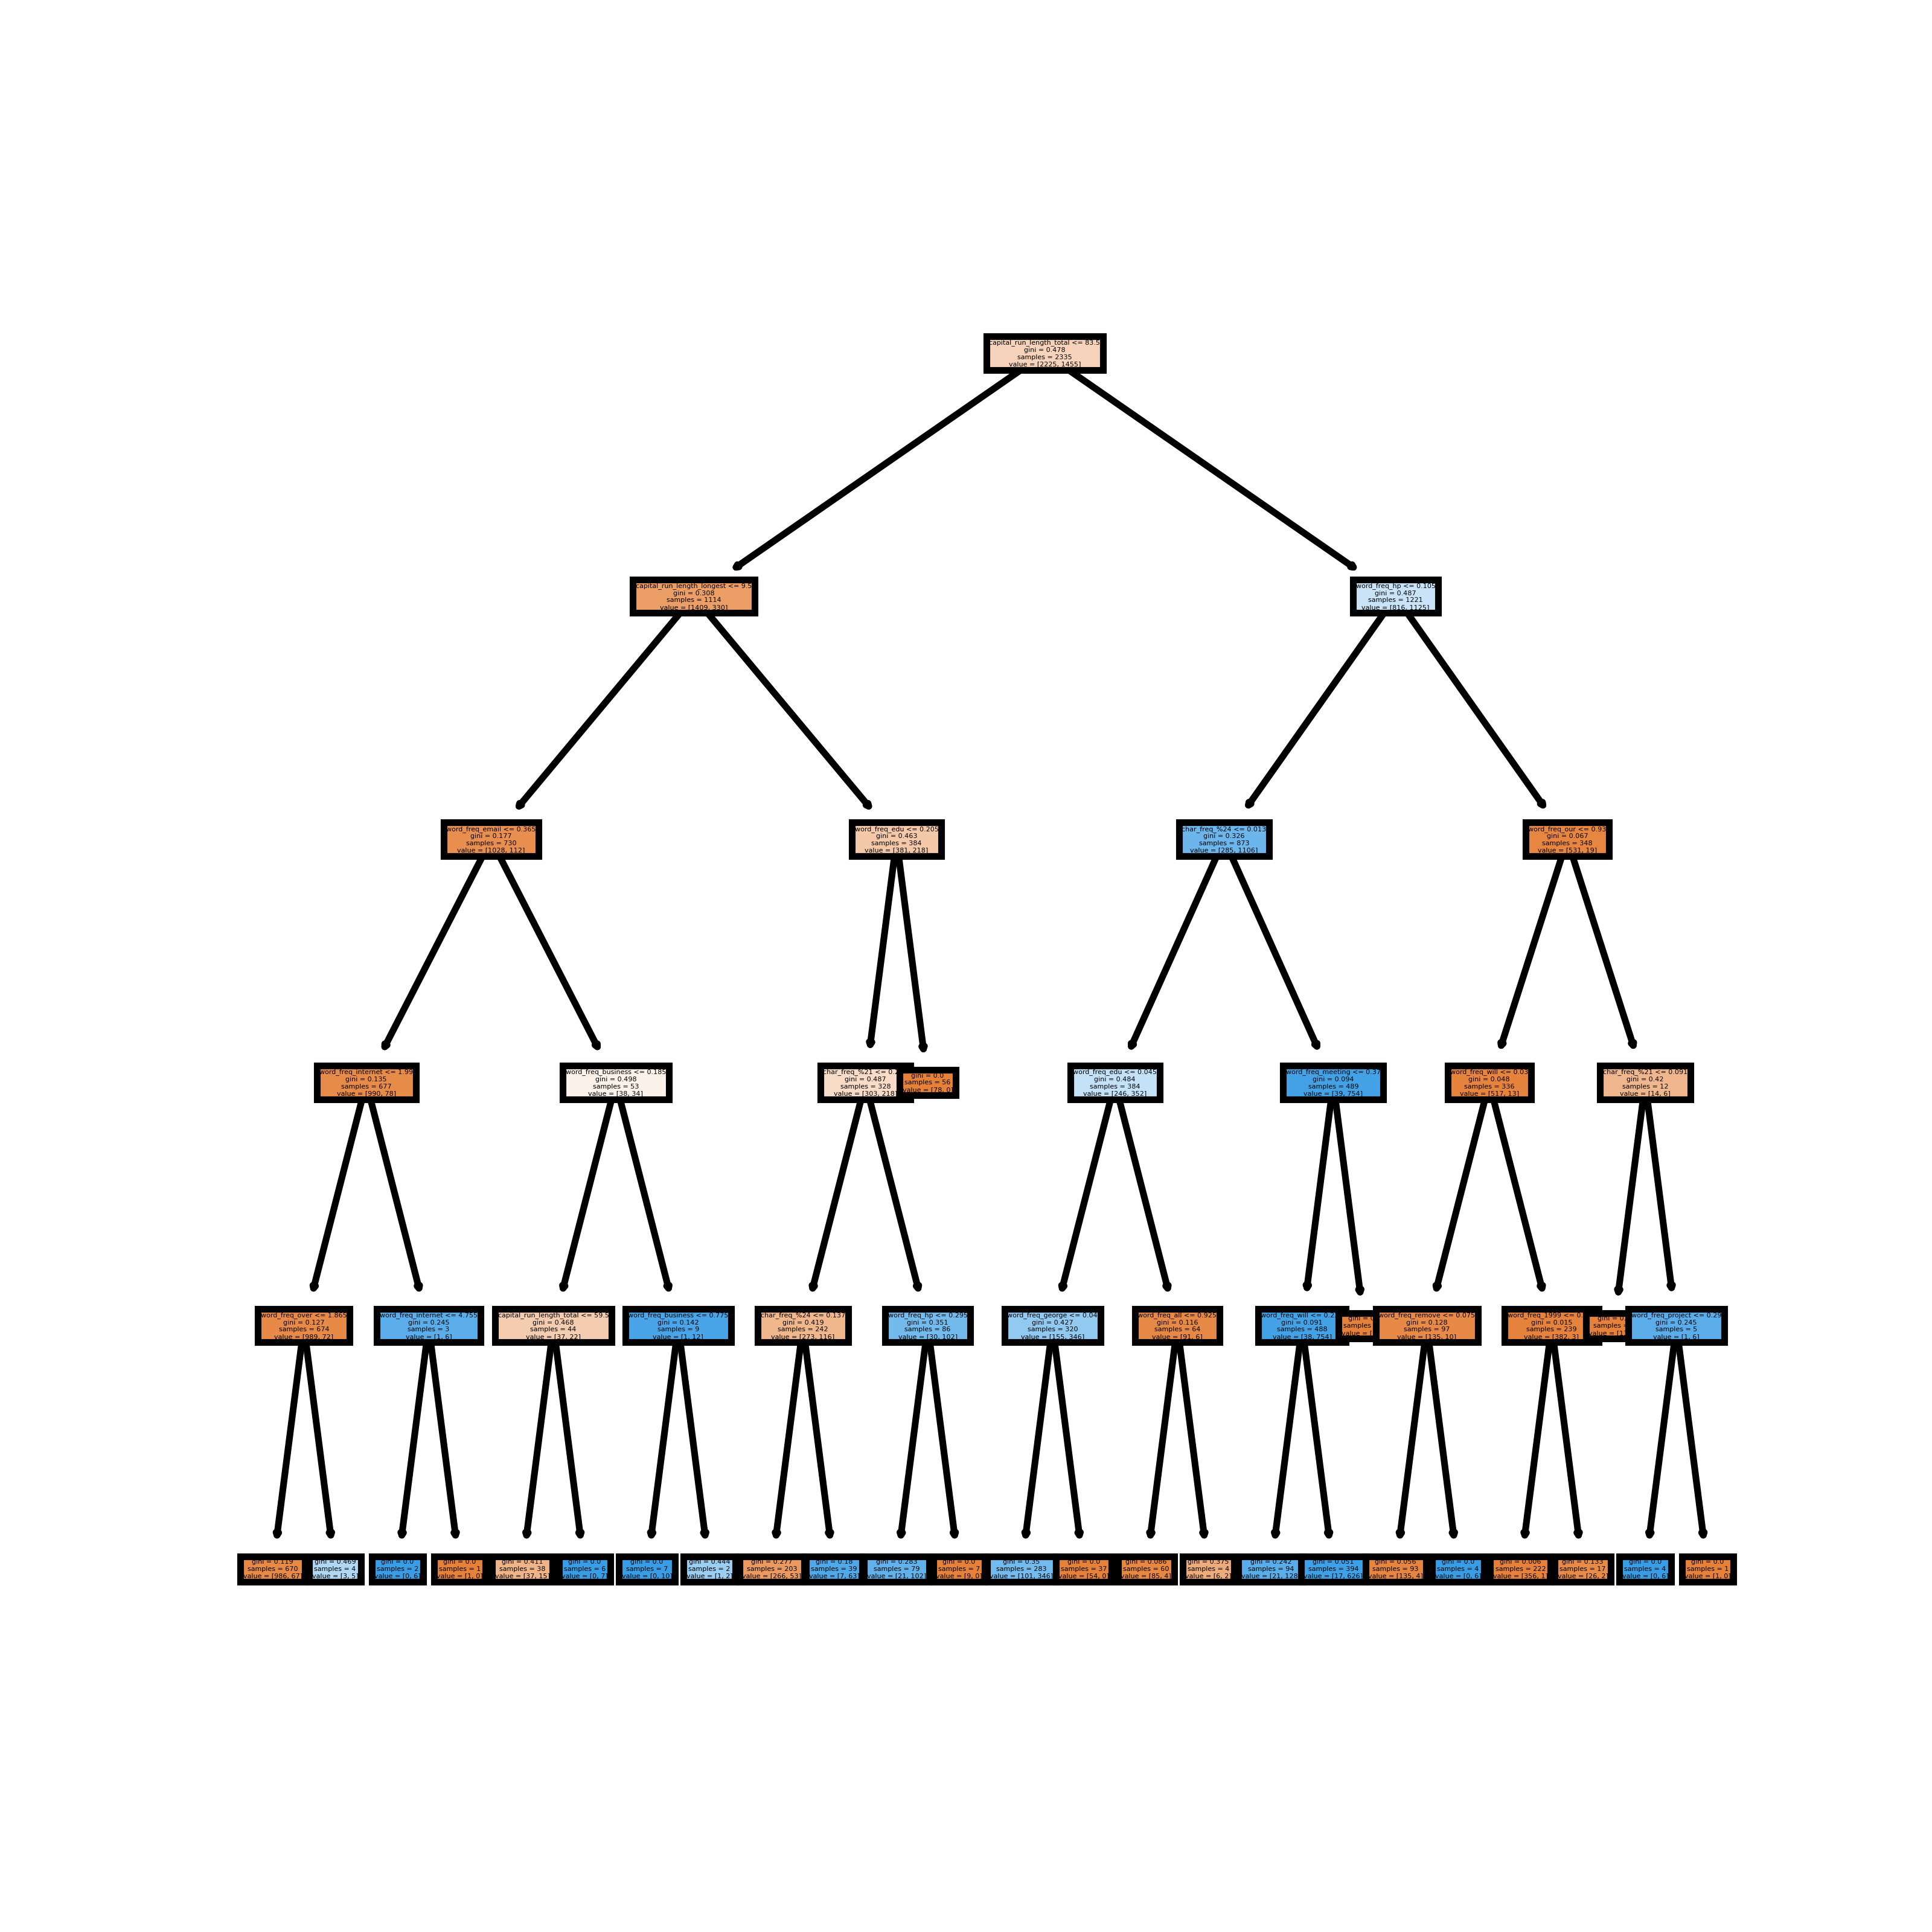 capital_run_length_total <= 83.5
gini = 0.478
samples = 2335
value = [2225, 1455]
capital_run_length_longest <= 9.5
gini = 0.308
samples = 1114
value = [1409, 330]
word_freq_hp <= 0.105
gini = 0.487
samples = 1221
value = [816, 1125]
word_freq_email <= 0.365
gini = 0.177
samples = 730
value = [1028, 112]
word_freq_edu <= 0.205
gini = 0.463
samples = 384
value = [381, 218]
char_freq_%24 <= 0.013
gini = 0.326
samples = 873
value = [285, 1106]
word_freq_our <= 0.93
gini = 0.067
samples = 348
value = [531, 19]
word_freq_internet <= 1.99
gini = 0.135
samples = 677
value = [990, 78]
word_freq_business <= 0.185
gini = 0.498
samples = 53
value = [38, 34]
char_freq_%21 <=
gini = 0.487
samples = 328
value = [303, 218]
gini = 0.0
samples = 56
value = [78, 0]
word_freq_edu <= 0.045
gini = 0.484
samples = 384
value = [246, 352]
word_freq_meeting <= 0.37
gini = 0.094
samples = 489
value = [39, 754]
word_freq_will <= 0.03
gini = 0.048
samples = 336
value = [517, 13]
char_freq_%21 <= 0.091
gini = 0.42
samples = 12
value = [14, 6]
word_freq_over <= 1.865
gini = 0.127
samples = 674
value = [989, 72]
word_freq_internet <= 4.755
gini = 0.245
samples = 3
value = [1, 6]
capital_run_length_total <= 59.5
gini = 0.468
samples = 44
value = [37, 22]
word_freq_business <= 0.775
gini = 0.142
samples = 9
value = [1, 12]
char_freq_%24 <= 0.137
gini = 0.419
samples = 242
value = [273, 116]
word_freq_hp <= 0.295
gini = 0.351
samples = 86
value = [30, 102]
word_freq_george <= 0.04
gini = 0.427
samples = 320
value = [155, 346]
word_freq_all <= 0.925
gini = 0.116
samples = 64
value = [91, 6]
word_freq_will <=
gini = 0.091
samples = 488
value = [38, 754]
gini =
samples =
value =
word_freq_remove <= 0.075
gini = 0.128
samples = 97
value = [135, 10]
word_freq_1999 <=
gini = 0.015
samples = 239
value = [382, 3]
gini =
samples =
value =
word_freq_project <= 0.29
gini = 0.245
samples = 5
value = [1, 6]
gini = 0.119
samples = 670
value = [986, 67]
gini = 0.469
samples = 4
value = [3, 5]
gini = 0.0
samples = 2
value = [0, 6]
gini = 0.0
samples = 1
value = [1, 0]
gini = 0.411
samples = 38
value = [37, 15]
gini = 0.0
samples = 6
value = [0, 7]
gini = 0.0
samples = 7
value = [0, 10]
gini = 0.444
samples = 2
value = [1, 2]
gini = 0.277
samples = 203
value = [266, 53]
gini = 0.18
samples = 39
value = [7, 63]
gini = 0.283
samples = 79
value = [21, 102]
gini = 0.0
samples = 7
value = [9, 0]
gini = 0.35
samples = 283
value = [101, 346]
gini = 0.0
samples = 37
value = [54, 0]
gini = 0.086
samples = 60
value = [85, 4]
gini = 0.375
samples = 4
value = [6, 2]
gini = 0.242
samples = 94
value = [21, 128]
gini = 0.051
samples = 394
value = [17, 626]
gini = 0.056
samples = 93
value = [135, 4]
gini = 0.0
samples = 4
value = [0, 6]
gini = 0.006
samples = 222
value = [356, 1]
gini = 0.133
samples = 17
value = [26, 2]
gini = 0.0
samples = 4
value = [0, 6]
gini = 0.0
samples = 1
value = [1, 0]